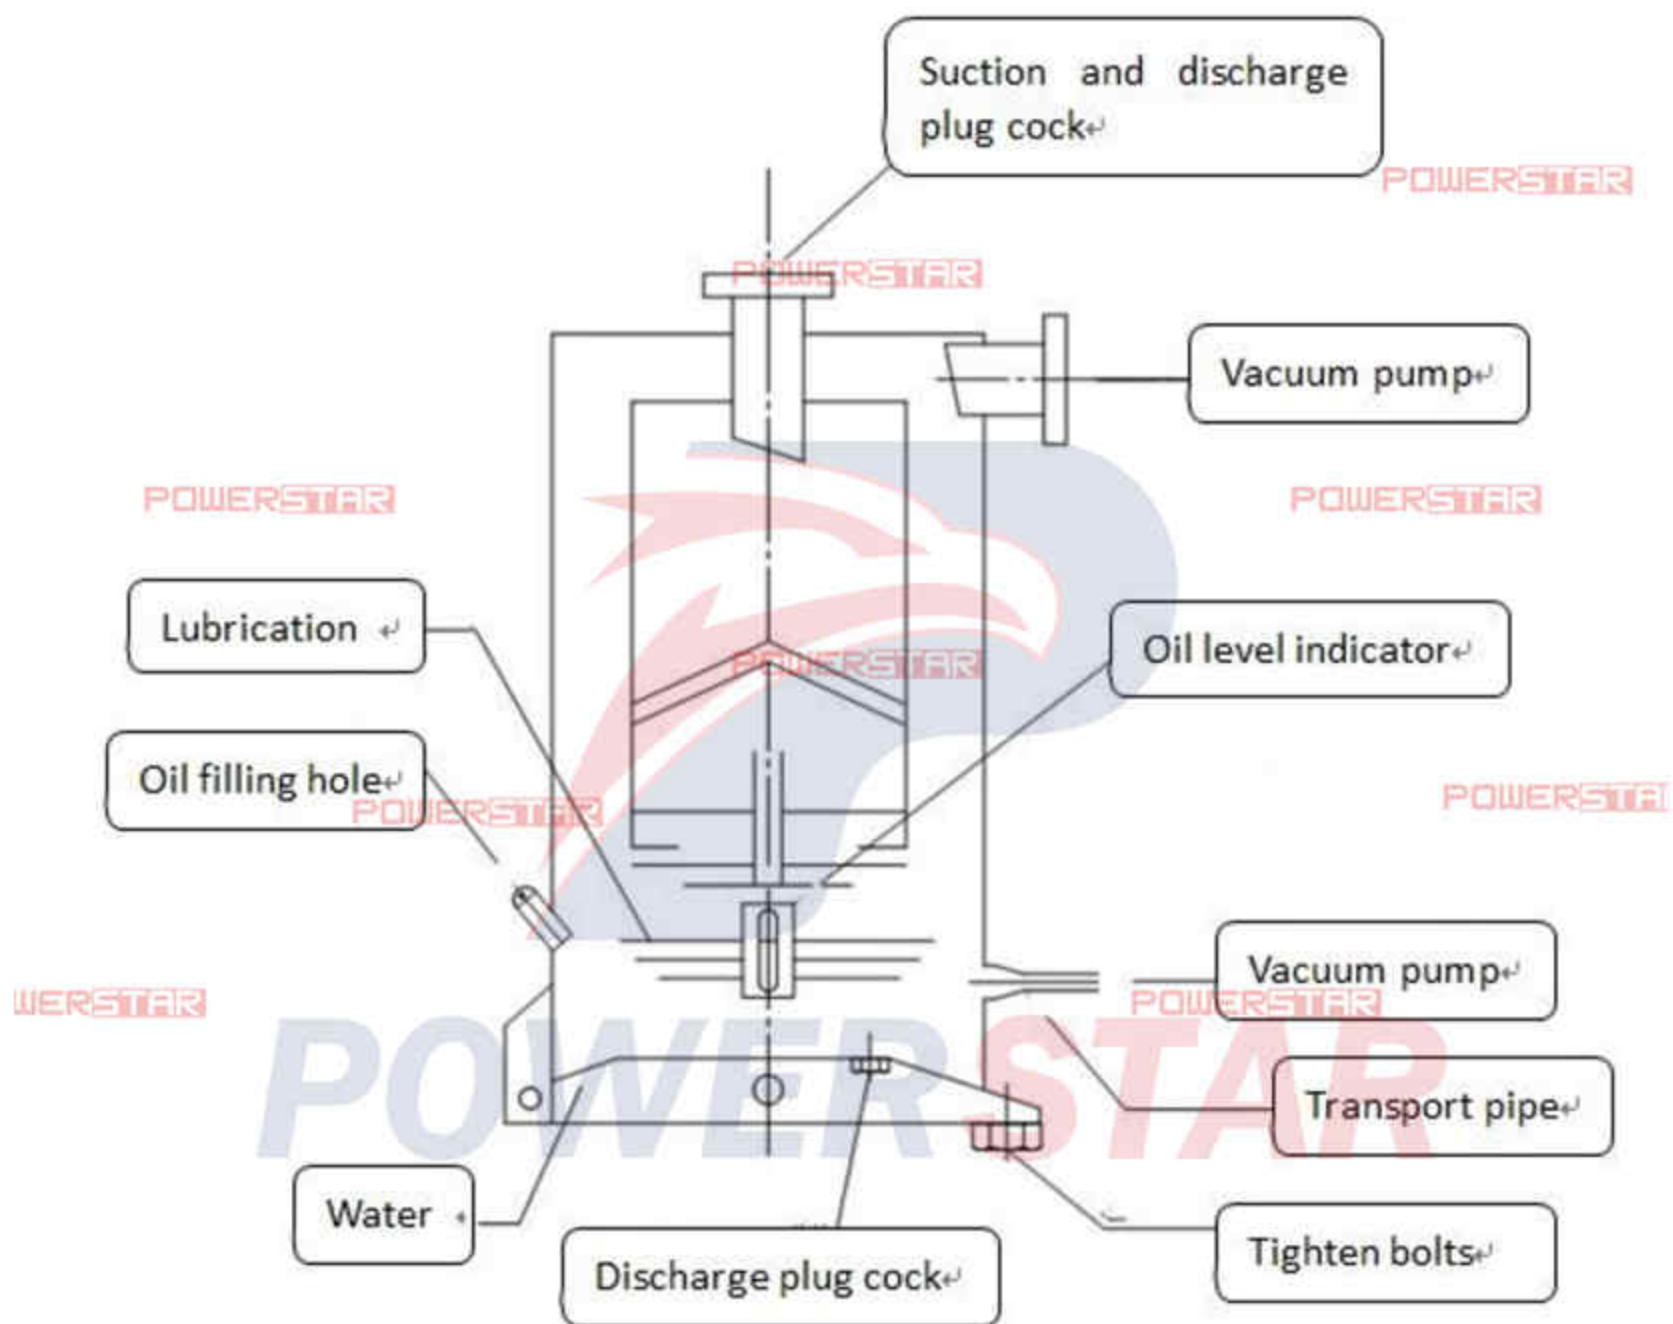 Suction and discharge
plug cock↵
POWERSTAR
POWERSTAR
Vacuum pump↵
POWERSTAR
POWERSTAR
Lubrication ↵
Oil level indicator↵
POWERSTAR
Oil filling hole↵
POWERSTAR
POWERSTA
Vacuum pump↵
WERSTAR
POWERSTAR
POWERSTAR
Transport pipe↵
Water
Tighten bolts↵
Discharge plug cock↵